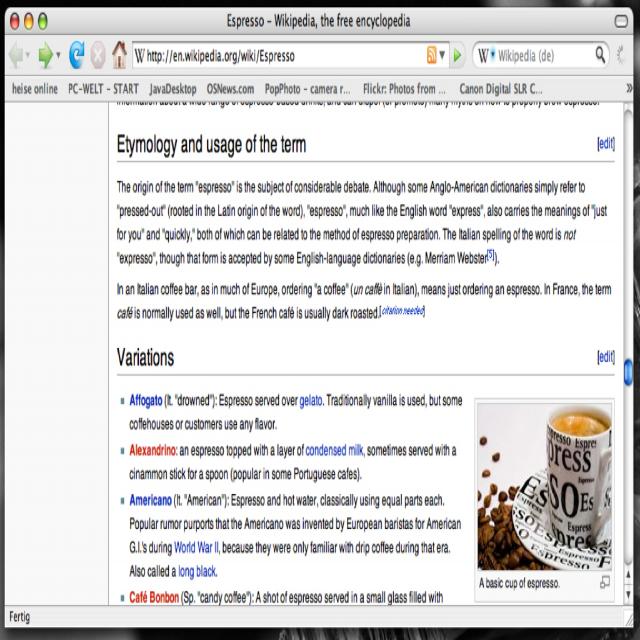 Espresso – Wikipedia, the free encyclopedia
W http://en.wikipedia.org/wiki/Espresso
W Wikipedia (de)
heise online PC-WELT – START JavaDesktop OSNews.com PopPhoto – camera r... Flickr: Photos from ... Canon Digital SLR C... »
Etymology and usage of the term [edit]
The origin of the term "espresso" is the subject of considerable debate. Although some Anglo-American dictionaries simply refer to
"pressed-out" (rooted in the Latin origin of the word), "espresso", much like the English word "express", also carries the meanings of "just
for you" and "quickly," both of which can be related to the method of espresso preparation. The Italian spelling of the word is not
"expresso", though that form is accepted by some English-language dictionaries (e.g. Merriam Webster[5]).
In an Italian coffee bar, as in much of Europe, ordering "a coffee" (un caffè in Italian), means just ordering an espresso. In France, the term
café is normally used as well, but the French café is usually dark roasted.[citation needed]
Variations [edit]
Affogato (It. "drowned"): Espresso served over gelato. Traditionally vanilla is used, but some
coffehouses or customers use any flavor.
Alexandrino: an espresso topped with a layer of condensed milk, sometimes served with a
cinammon stick for a spoon (popular in some Portuguese cafes).
Americano (It. "American"): Espresso and hot water, classically using equal parts each.
Popular rumor purports that the Americano was invented by European baristas for American
G.I.'s during World War II, because they were only familiar with drip coffee during that era.
Also called a long black.
Café Bonbon (Sp. "candy coffee"): A shot of espresso served in a small glass filled with
A basic cup of espresso.
Fertig